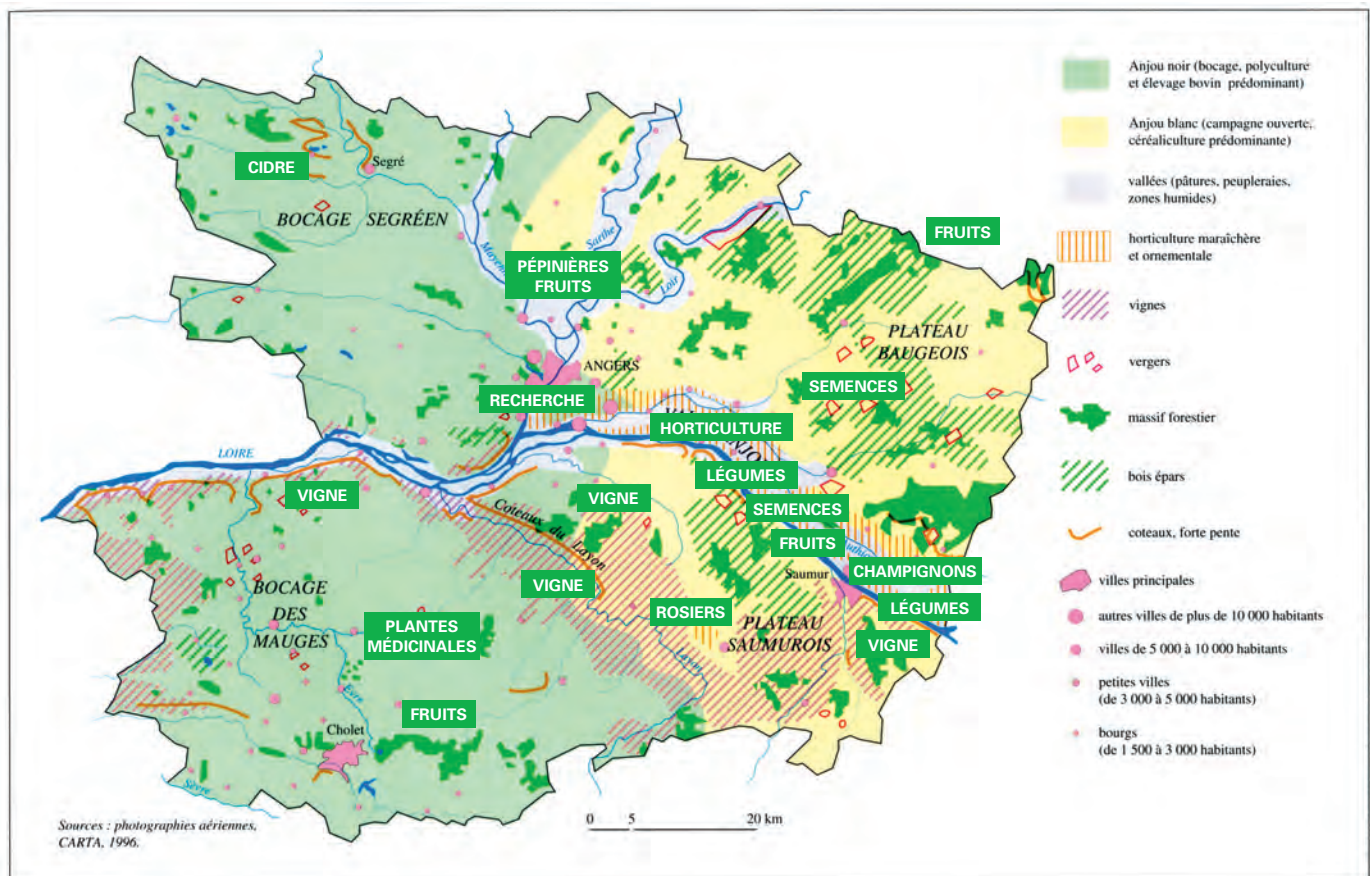 CIDRE
Segré
BOCAGE SEGRÉEN
Mayenne
Sarthe
Loir
PÉPINIÈRES
FRUITS
FRUITS
PLATEAU
BAUGEOIS
ANGERS
SEMENCES
RECHERCHE
HORTICULTURE
LOIRE
LÉGUMES
VIGNE
VIGNE
SEMENCES
Coteaux du Layon
FRUITS
Saumur
CHAMPIGNONS
VIGNE
BOCAGE
DES
MAUGES
ROSIERS
LÉGUMES
PLATEAU
SAUMUROIS
PLANTES
MÉDICINALES
VIGNE
Layon
Evre
FRUITS
Cholet
Sèvre
0 5 20 km
Sources : photographies aériennes,
CARTA, 1996.
Anjou noir (bocage, polyculture
et élevage bovin prédominant)
Anjou blanc (campagne ouverte,
céréaliculture prédominante)
vallées (pâtures, peupleraies,
zones humides)
horticulture maraîchère
et ornementale
vignes
vergers
massif forestier
bois épars
coteaux, forte pente
villes principales
autres villes de plus de 10 000 habitants
villes de 5 000 à 10 000 habitants
petites villes
(de 3 000 à 5 000 habitants)
bourgs
(de 1 500 à 3 000 habitants)